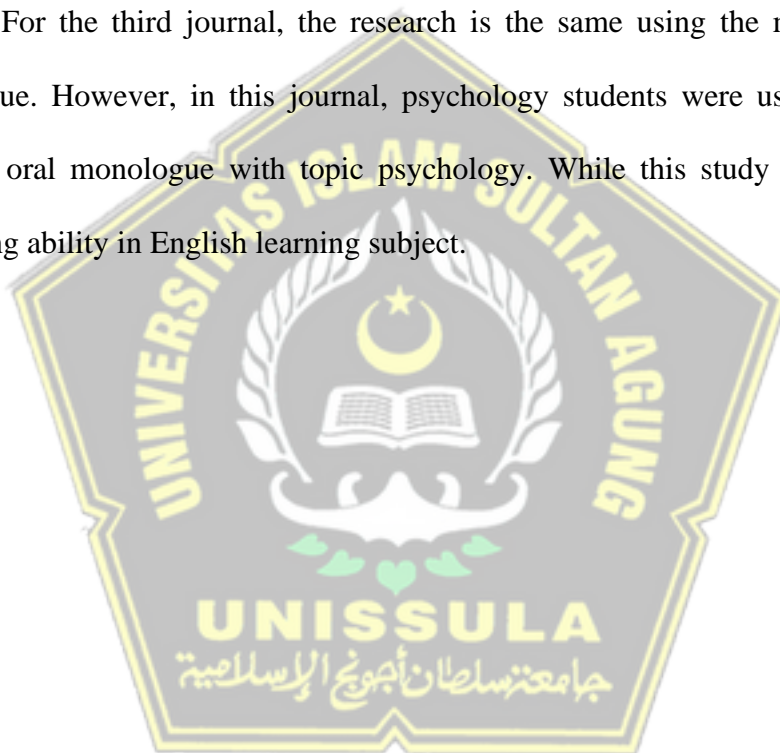 For the third journal, the research is the same using the
ue. However, in this journal, psychology students were
oral monologue with topic psychology. While this study
ng ability in English learning subject.
UNIVERSITAS ISLAM SULTAN AGUNG
UNISSULA
جامعة سلطان أجونج الإسلامية